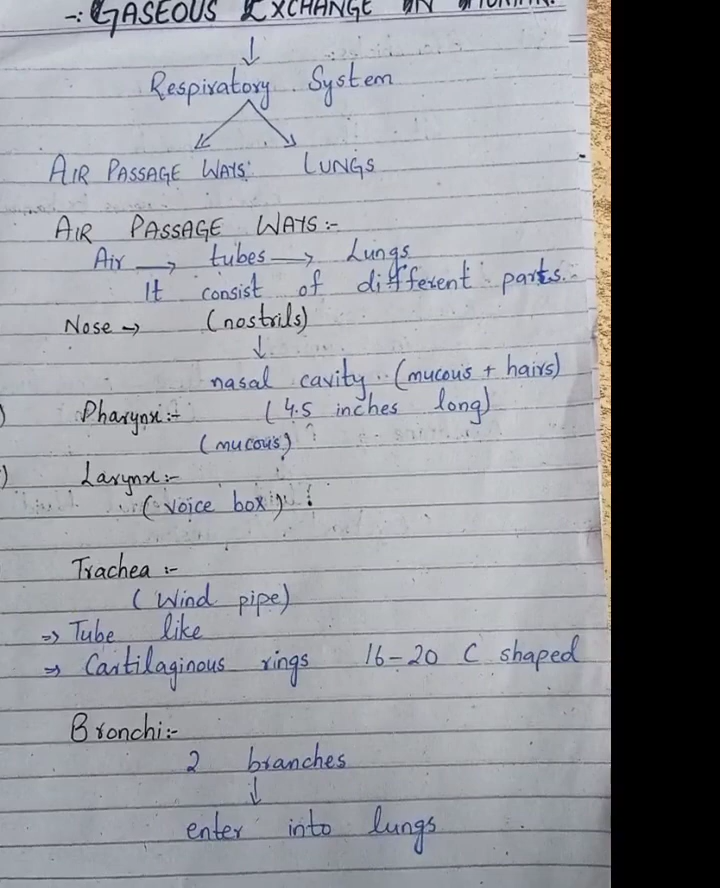 -: GASEOUS EXCHANGE IN
↓
Respiratory System
AIR PASSAGE WAYS: LUNGS
AIR PASSAGE WAYS:-
Air → tubes → Lungs
It consist of different parts.
Nose → (nostrils)
↓
nasal cavity. (mucous + hairs)
) Pharynx:- (4.5 inches long)
(mucous)
) Larynx:-
(voice box)
Trachea :-
(Wind pipe)
⇒ Tube like
⇒ Cartilaginous rings 16-20 C shaped
Bronchi:-
2 branches
↓
enter into lungs